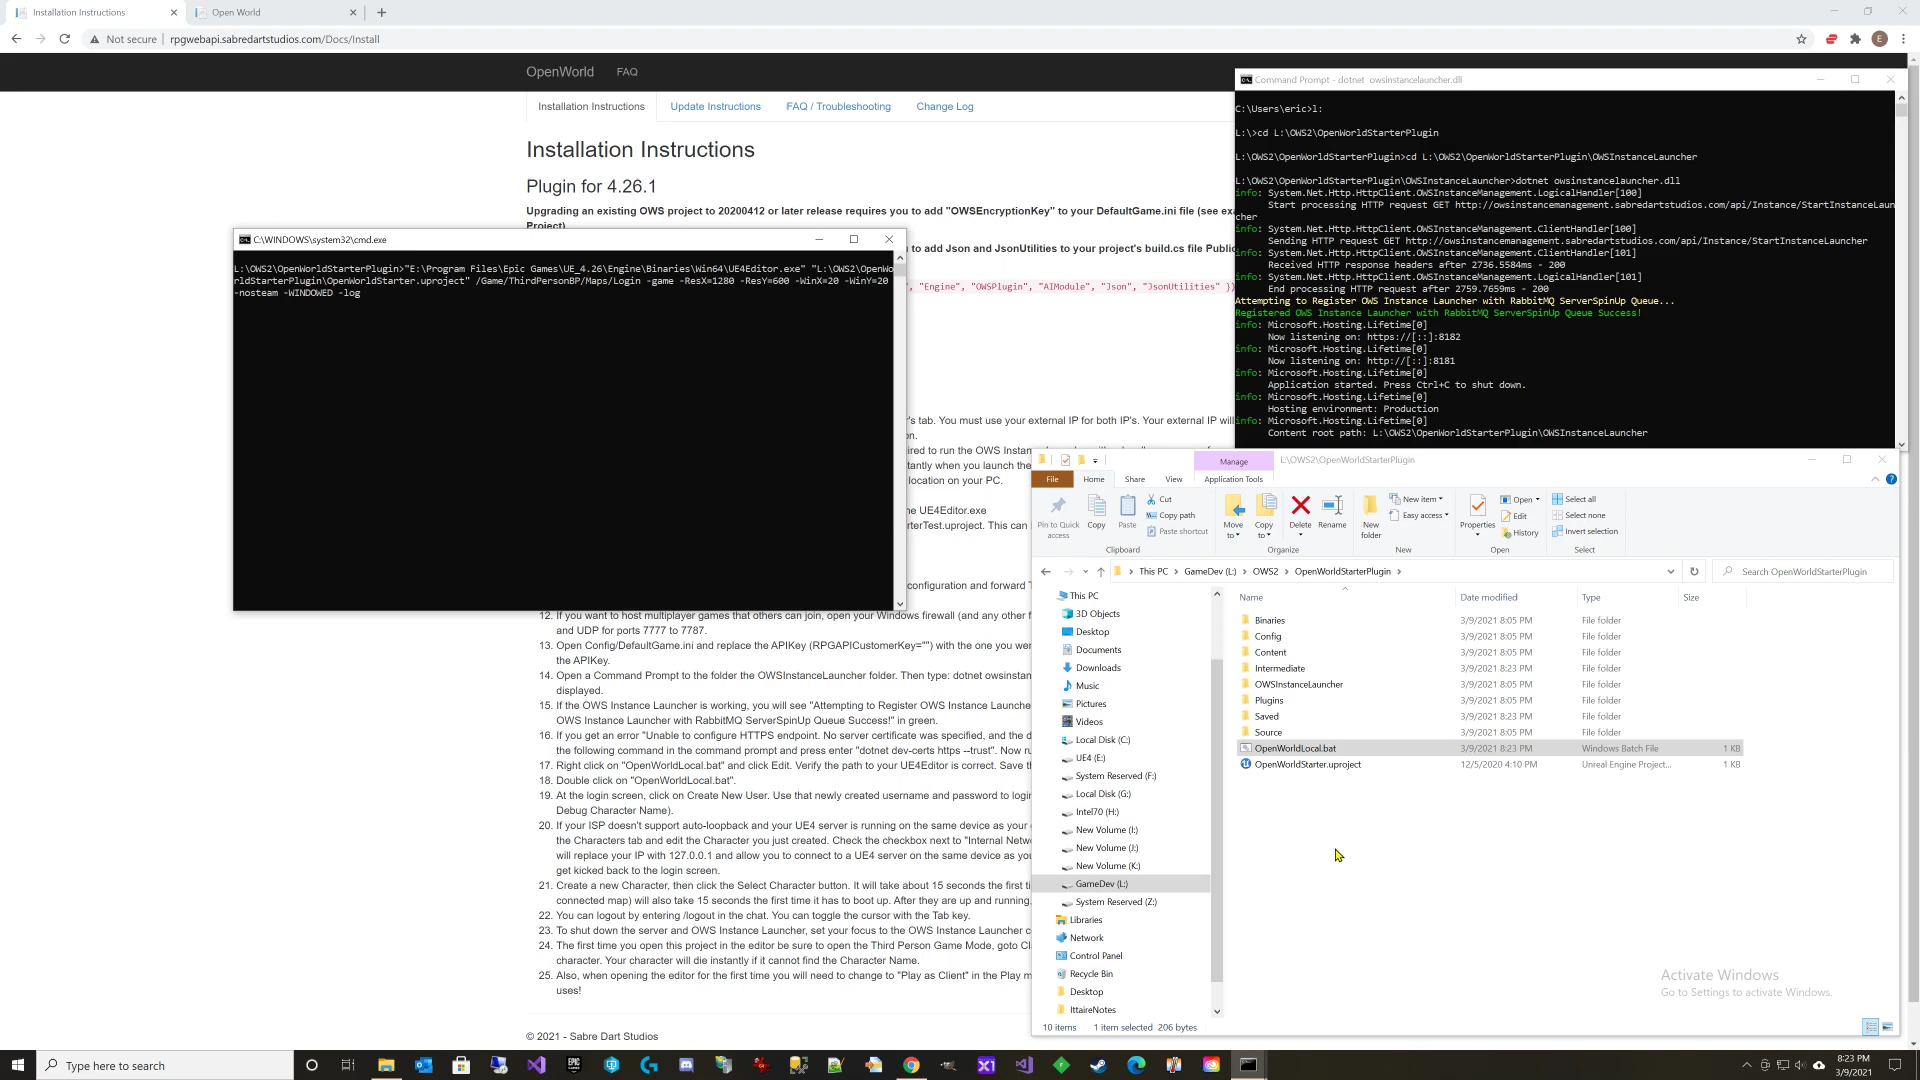 Installation Instructions
Open World
Not secure
rpgwebapi.sabredartstudios.com/Docs/Install
OpenWorld
FAQ
Installation Instructions
Update Instructions
FAQ / Troubleshooting
Change Log
Installation Instructions
Plugin for 4.26.1
Upgrading an existing OWS project to 20200412 or later release requires you to add "OWSEncryptionKey" to your DefaultGame.ini file (see
Project)
to add Json and JsonUtilities to your project's build.cs file
, "Engine", "OWSPlugin", "AIModule", "Json", "JsonUtilities" })
's tab. You must use your external IP for both IP's. Your external IP will
ired to run the OWS
tantly when you launch the
location on your PC.
he UE4Editor.exe
rterTest.uproject. This can
configuration and forward
12. If you want to host multiplayer games that others can join, open your Windows firewall (and any other
and UDP for ports 7777 to 7787.
13. Open Config/DefaultGame.ini and replace the APIKey (RPGAPICustomerKey="") with the one you
the APIKey.
14. Open a Command Prompt to the folder the OWSInstanceLauncher folder. Then type: dotnet owsinstan
displayed.
15. If the OWS Instance Launcher is working, you will see "Attempting to Register OWS Instance Launche
OWS Instance Launcher with RabbitMQ ServerSpinUp Queue Success!" in green.
16. If you get an error "Unable to configure HTTPS endpoint. No server certificate was specified, and the d
the following command in the command prompt and press enter "dotnet dev-certs https --trust". Now ru
17. Right click on "OpenWorldLocal.bat" and click Edit. Verify the path to your UE4Editor is correct. Save th
18. Double click on "OpenWorldLocal.bat".
19. At the login screen, click on Create New User. Use that newly created username and password to login
Debug Character Name).
20. If your ISP doesn't support auto-loopback and your UE4 server is running on the same device as your
the Characters tab and edit the Character you just created. Check the checkbox next to "Internal Netw
will replace your IP with 127.0.0.1 and allow you to connect to a UE4 server on the same device as you
get kicked back to the login screen.
21. Create a new Character, then click the Select Character button. It will take about 15 seconds the first ti
connected map) will also take 15 seconds the first time it has to boot up. After they are up and running,
22. You can logout by entering /logout in the chat. You can toggle the cursor with the Tab key.
23. To shut down the server and OWS Instance Launcher, set your focus to the OWS Instance Launcher c
24. The first time you open this project in the editor be sure to open the Third Person Game Mode, goto Cl
character. Your character will die instantly if it cannot find the Character Name.
25. Also, when opening the editor for the first time you will need to change to "Play as Client" in the Play m
uses!
© 2021 - Sabre Dart Studios
C:\WINDOWS\system32\cmd.exe
L:\OWS2\OpenWorldStarterPlugin>"E:\Program Files\Epic Games\UE_4.26\Engine\Binaries\Win64\UE4Editor.exe" "L:\OWS2\OpenWo
rldStarterPlugin\OpenWorldStarter.uproject" /Game/ThirdPersonBP/Maps/Login -game -ResX=1280 -ResY=600 -WinX=20 -WinY=20
-nosteam -WINDOWED -log
Command Prompt - dotnet owsinstancelauncher.dll
C:\Users\eric>l:
L:\>cd L:\OWS2\OpenWorldStarterPlugin
L:\OWS2\OpenWorldStarterPlugin>cd L:\OWS2\OpenWorldStarterPlugin\OWSInstanceLauncher
L:\OWS2\OpenWorldStarterPlugin\OWSInstanceLauncher>dotnet owsinstancelauncher.dll
info: System.Net.Http.HttpClient.OWSInstanceManagement.LogicalHandler[100]
Start processing HTTP request GET http://owsinstancemanagement.sabredartstudios.com/api/Instance/StartInstanceLaun
cher
info: System.Net.Http.HttpClient.OWSInstanceManagement.ClientHandler[100]
Sending HTTP request GET http://owsinstancemanagement.sabredartstudios.com/api/Instance/StartInstanceLauncher
info: System.Net.Http.HttpClient.OWSInstanceManagement.ClientHandler[101]
Received HTTP response headers after 2736.5584ms - 200
info: System.Net.Http.HttpClient.OWSInstanceManagement.LogicalHandler[101]
End processing HTTP request after 2759.7659ms - 200
Attempting to Register OWS Instance Launcher with RabbitMQ ServerSpinUp Queue...
Registered OWS Instance Launcher with RabbitMQ ServerSpinUp Queue Success!
info: Microsoft.Hosting.Lifetime[0]
Now listening on: https://[::]:8182
info: Microsoft.Hosting.Lifetime[0]
Now listening on: http://[::]:8181
info: Microsoft.Hosting.Lifetime[0]
Application started. Press Ctrl+C to shut down.
info: Microsoft.Hosting.Lifetime[0]
Hosting environment: Production
info: Microsoft.Hosting.Lifetime[0]
Content root path: L:\OWS2\OpenWorldStarterPlugin\OWSInstanceLauncher
Manage
L:\OWS2\OpenWorldStarterPlugin
File
Home
Share
View
Application Tools
Pin to Quick access
Copy
Paste
Cut
Copy path
Paste shortcut
Clipboard
Move to
Copy to
Delete
Rename
Organize
New folder
New item
Easy access
New
Properties
Open
Edit
History
Open
Select all
Select none
Invert selection
Select
This PC > GameDev (L:) > OWS2 > OpenWorldStarterPlugin >
Search OpenWorldStarterPlugin
This PC
3D Objects
Desktop
Documents
Downloads
Music
Pictures
Videos
Local Disk (C:)
UE4 (E:)
System Reserved (F:)
Local Disk (G:)
Intel70 (H:)
New Volume (I:)
New Volume (J:)
New Volume (K:)
GameDev (L:)
System Reserved (Z:)
Libraries
Network
Control Panel
Recycle Bin
Desktop
IttaireNotes
Name Date modified Type Size
Binaries 3/9/2021 8:05 PM File folder
Config 3/9/2021 8:05 PM File folder
Content 3/9/2021 8:05 PM File folder
Intermediate 3/9/2021 8:23 PM File folder
OWSInstanceLauncher 3/9/2021 8:05 PM File folder
Plugins 3/9/2021 8:05 PM File folder
Saved 3/9/2021 8:23 PM File folder
Source 3/9/2021 8:05 PM File folder
OpenWorldLocal.bat 3/9/2021 8:23 PM Windows Batch File 1 KB
OpenWorldStarter.uproject 12/5/2020 4:10 PM Unreal Engine Project... 1 KB
10 items 1 item selected 206 bytes
Activate Windows
Go to Settings to activate Windows.
Type here to search
8:23 PM
3/9/2021